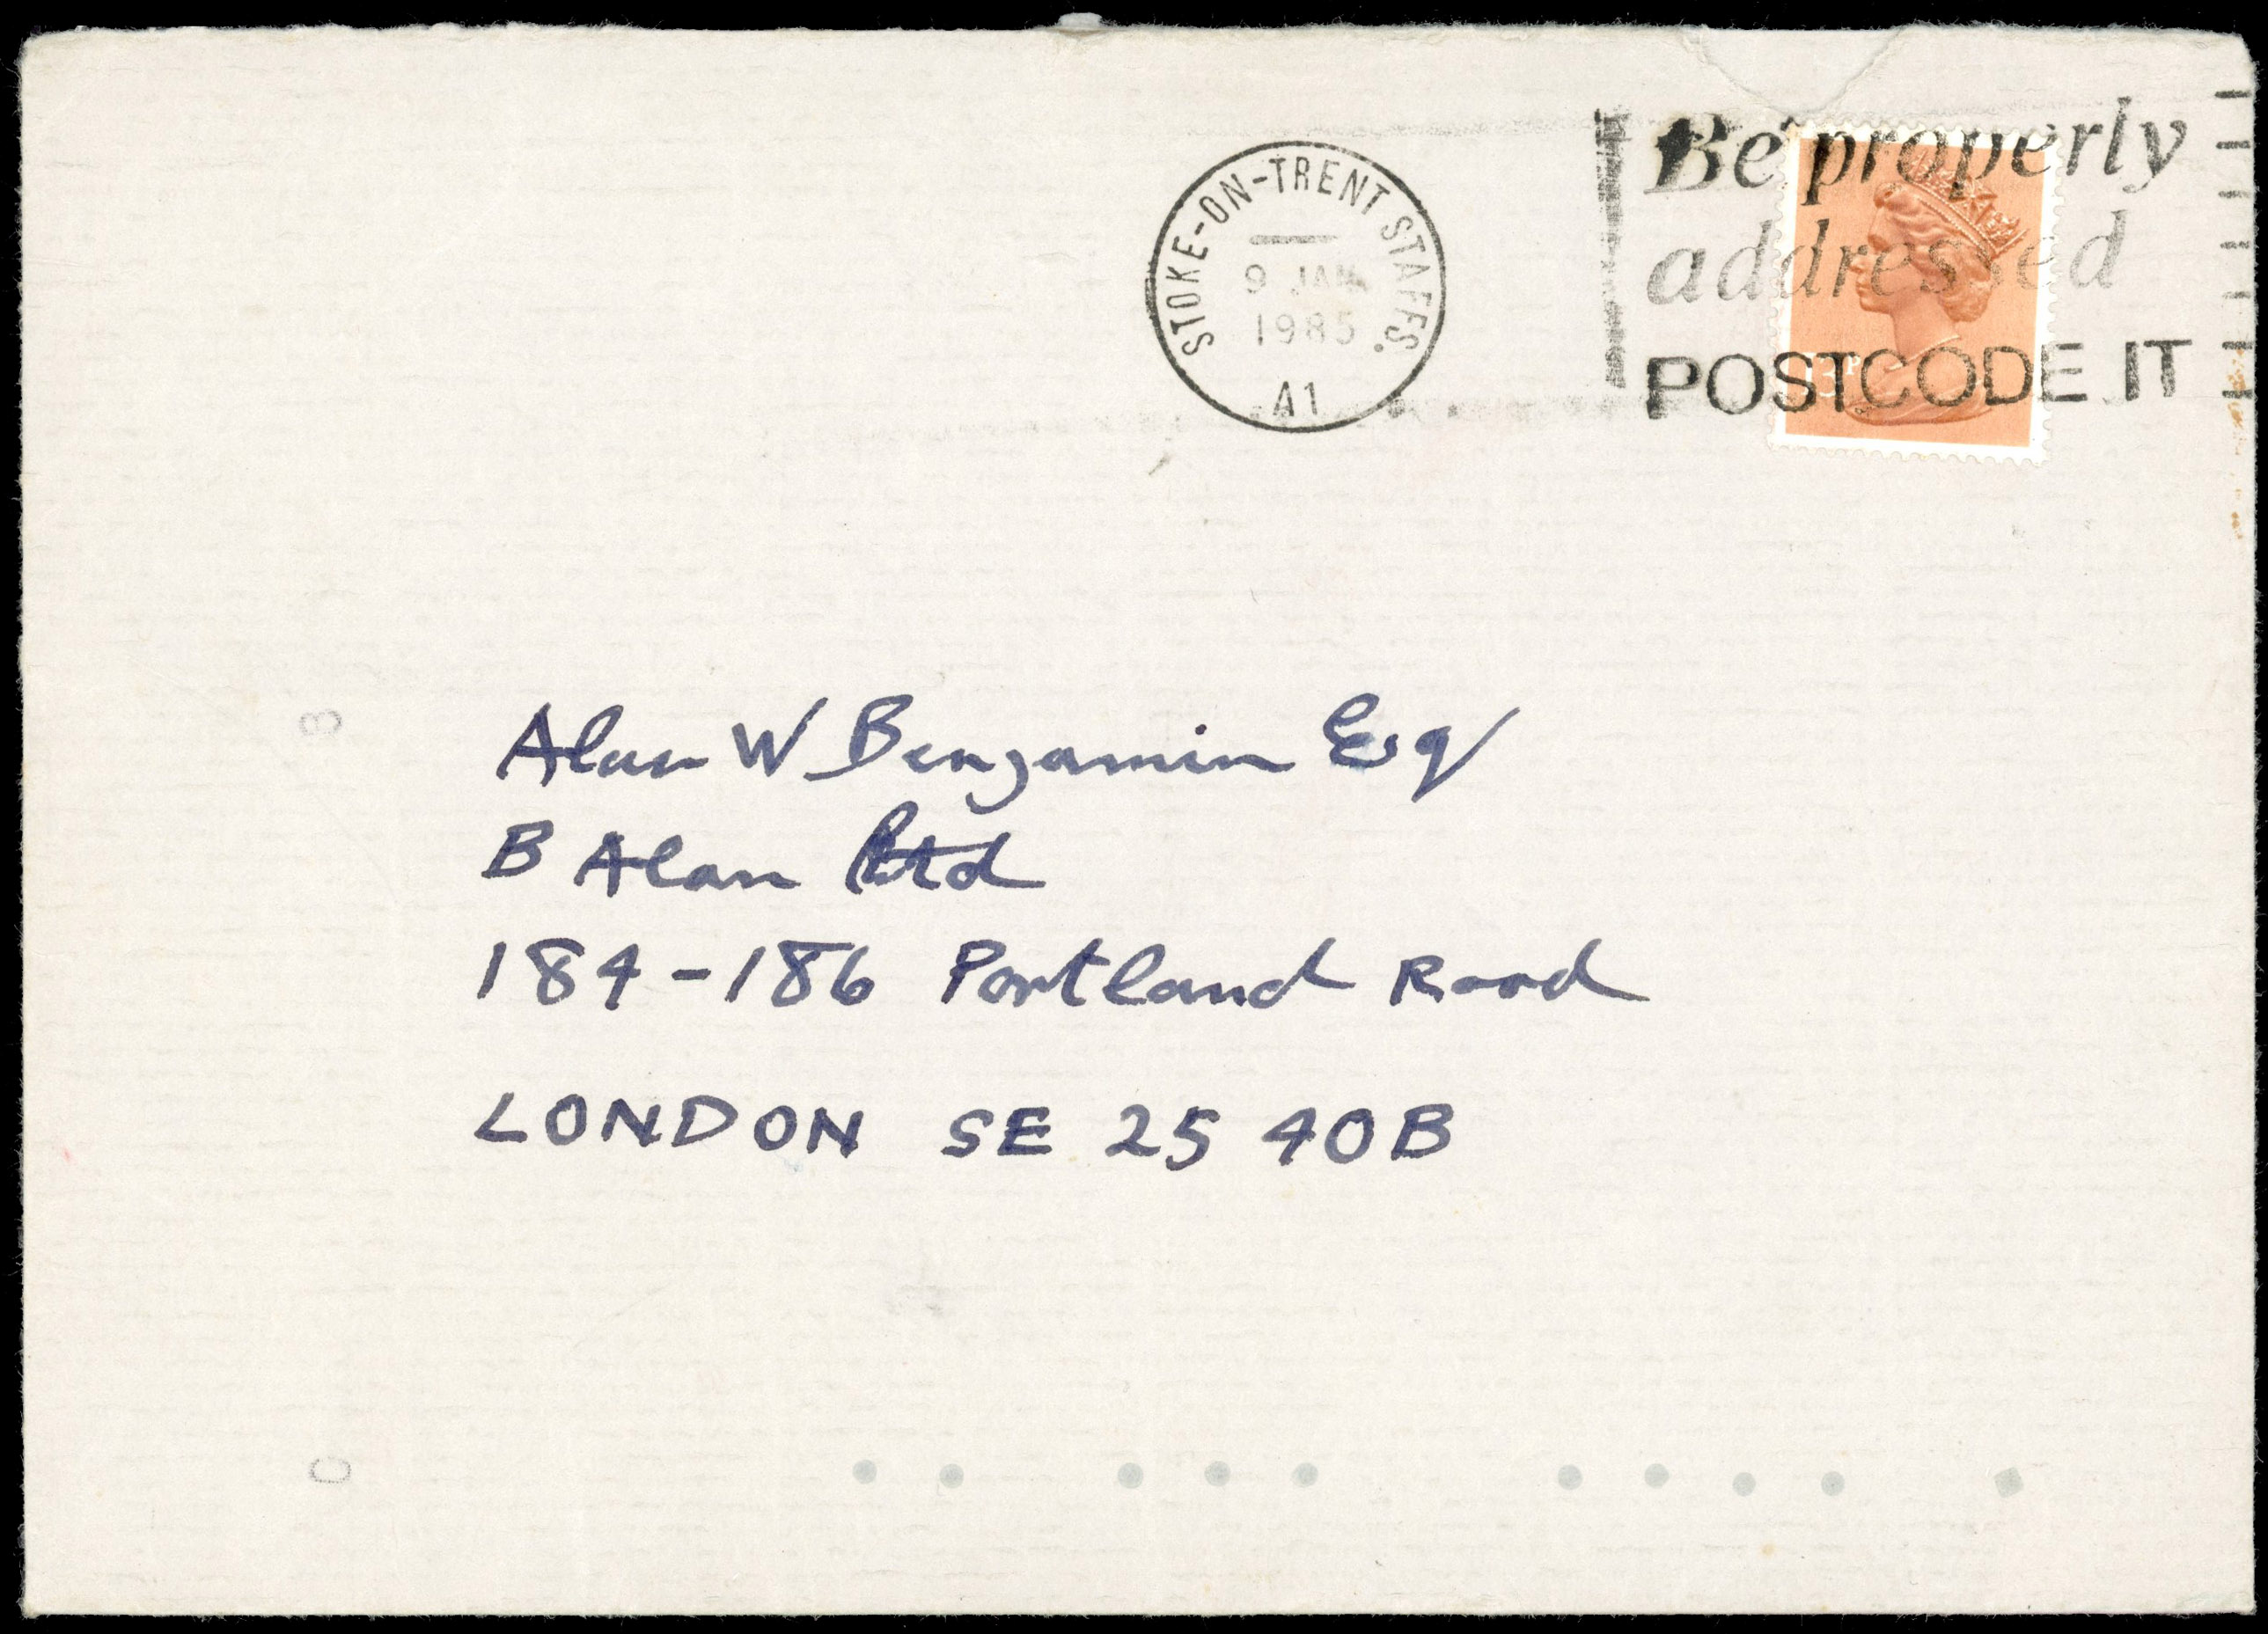 STOKE-ON-TRENT STAFFS.
9 JAN
1985
A1
Be properly
addressed
POSTCODE IT
13P
Alan W Benjamin Esq
B Alan Ltd
184-186 Portland Road
LONDON SE 25 4QB